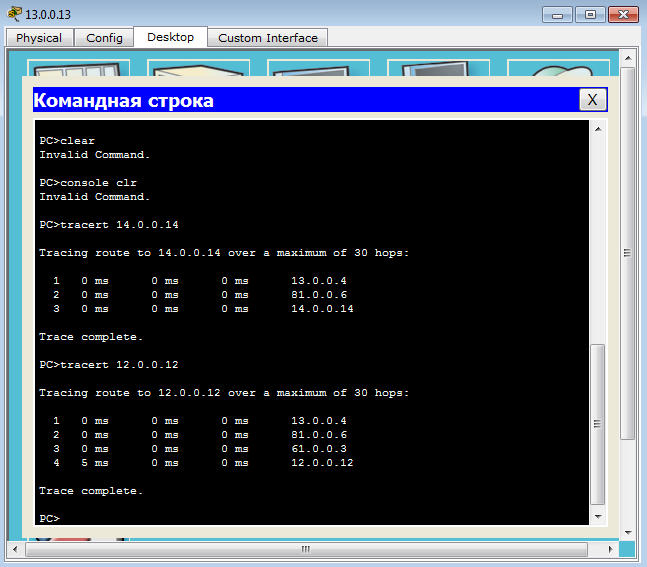 13.0.0.13
Physical Config Desktop Custom Interface
Командная строка X
PC>clear
Invalid Command.
PC>console clr
Invalid Command.
PC>tracert 14.0.0.14
Tracing route to 14.0.0.14 over a maximum of 30 hops:
1 0 ms 0 ms 0 ms 13.0.0.4
2 0 ms 0 ms 0 ms 81.0.0.6
3 0 ms 0 ms 0 ms 14.0.0.14
Trace complete.
PC>tracert 12.0.0.12
Tracing route to 12.0.0.12 over a maximum of 30 hops:
1 0 ms 0 ms 0 ms 13.0.0.4
2 0 ms 0 ms 0 ms 81.0.0.6
3 0 ms 0 ms 0 ms 61.0.0.3
4 5 ms 0 ms 0 ms 12.0.0.12
Trace complete.
PC>